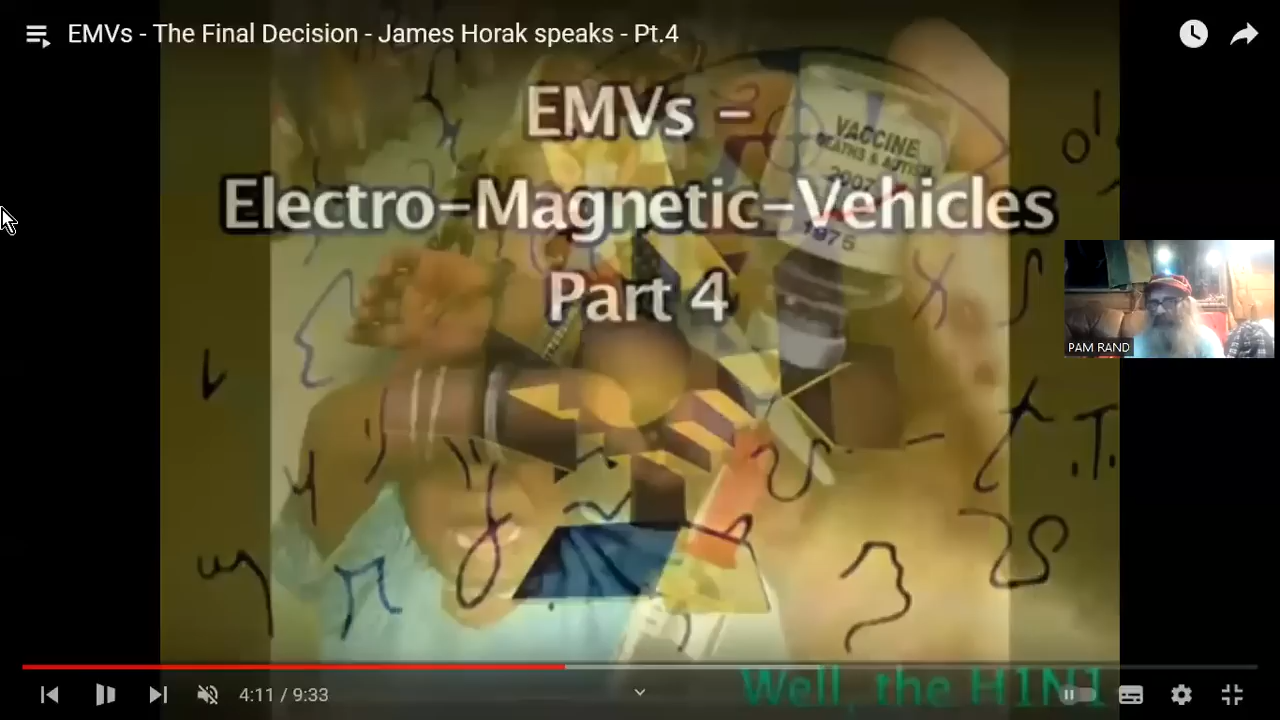 EMVs - The Final Decision - James Horak speaks - Pt.4
EMVs -
Electro-Magnetic-Vehicles
Part 4
VACCINE
DEATHS & AUTISM
2007
1975
PAM RAND
Well, the H1N1
4:11 / 9:33